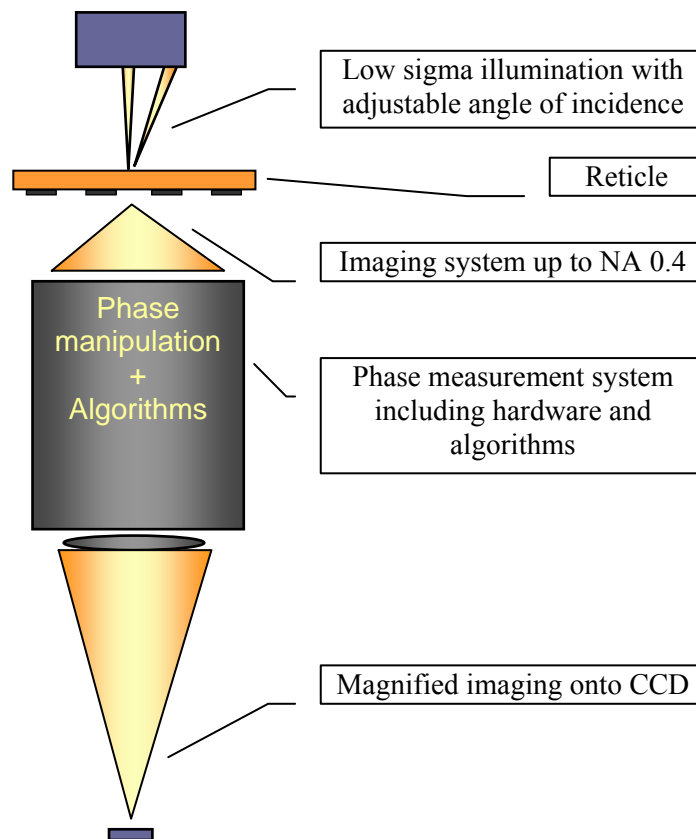 Low sigma illumination with
adjustable angle of incidence
Reticle
Imaging system up to NA 0.4
Phase
manipulation
+
Algorithms
Phase measurement system
including hardware and
algorithms
Magnified imaging onto CCD